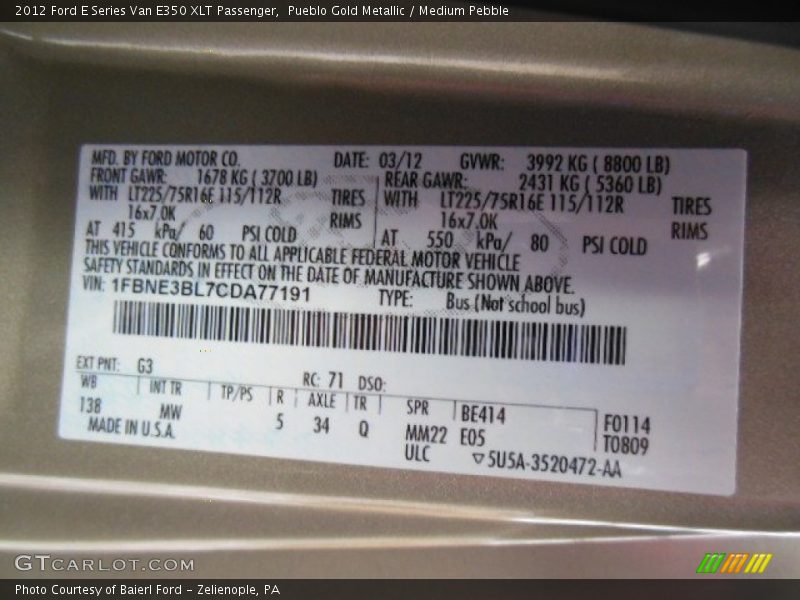 2012 Ford E Series Van E350 XLT Passenger,  Pueblo Gold Metallic / Medium Pebble
MFD. BY FORD MOTOR CO. DATE: 03/12 GVWR: 3992 KG ( 8800 LB)
FRONT GAWR: 1678 KG ( 3700 LB) REAR GAWR: 2431 KG ( 5360 LB)
WITH LT225/75R16E 115/112R TIRES WITH LT225/75R16E 115/112R TIRES
16x7.0K RIMS 16x7.0K RIMS
AT 415 kPa/ 60 PSI COLD AT 550 kPa/ 80 PSI COLD
THIS VEHICLE CONFORMS TO ALL APPLICABLE FEDERAL MOTOR VEHICLE
SAFETY STANDARDS IN EFFECT ON THE DATE OF MANUFACTURE SHOWN ABOVE.
VIN: 1FBNE3BL7CDA77191 TYPE: Bus (Not school bus)
EXT PNT: G3 RC: 71 DSO:
WB INT TR TP/PS R AXLE TR SPR BE414 F0114
138 MW 5 34 Q MM22 E05 T0809
MADE IN U.S.A. ULC ▽5U5A-3520472-AA
GTCARLOT.COM
Photo Courtesy of Baierl Ford – Zelienople, PA